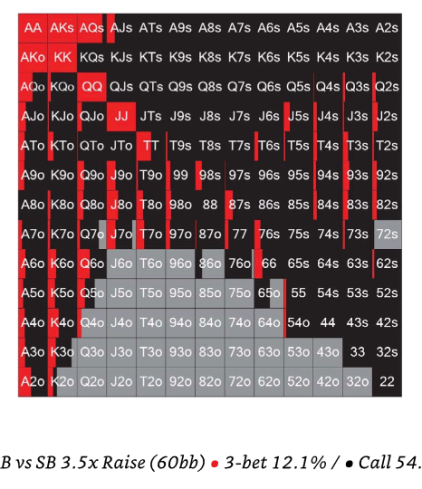 AA AKs AQs AJs ATs A9s A8s A7s A6s A5s A4s A3s A2s
AKo KK KQs KJs KTs K9s K8s K7s K6s K5s K4s K3s K2s
AQo KQo QQ QJs QTs Q9s Q8s Q7s Q6s Q5s Q4s Q3s Q2s
AJo KJo QJo JJ JTs J9s J8s J7s J6s J5s J4s J3s J2s
ATo KTo QTo JTo TT T9s T8s T7s T6s T5s T4s T3s T2s
A9o K9o Q9o J9o T9o 99 98s 97s 96s 95s 94s 93s 92s
A8o K8o Q8o J8o T8o 98o 88 87s 86s 85s 84s 83s 82s
A7o K7o Q7o J7o T7o 97o 87o 77 76s 75s 74s 73s 72s
A6o K6o Q6o J6o T6o 96o 86o 76o 66 65s 64s 63s 62s
A5o K5o Q5o J5o T5o 95o 85o 75o 65o 55 54s 53s 52s
A4o K4o Q4o J4o T4o 94o 84o 74o 64o 54o 44 43s 42s
A3o K3o Q3o J3o T3o 93o 83o 73o 63o 53o 43o 33 32s
A2o K2o Q2o J2o T2o 92o 82o 72o 62o 52o 42o 32o 22
B vs SB 3.5x Raise (60bb) • 3-bet 12.1% / • Call 54.